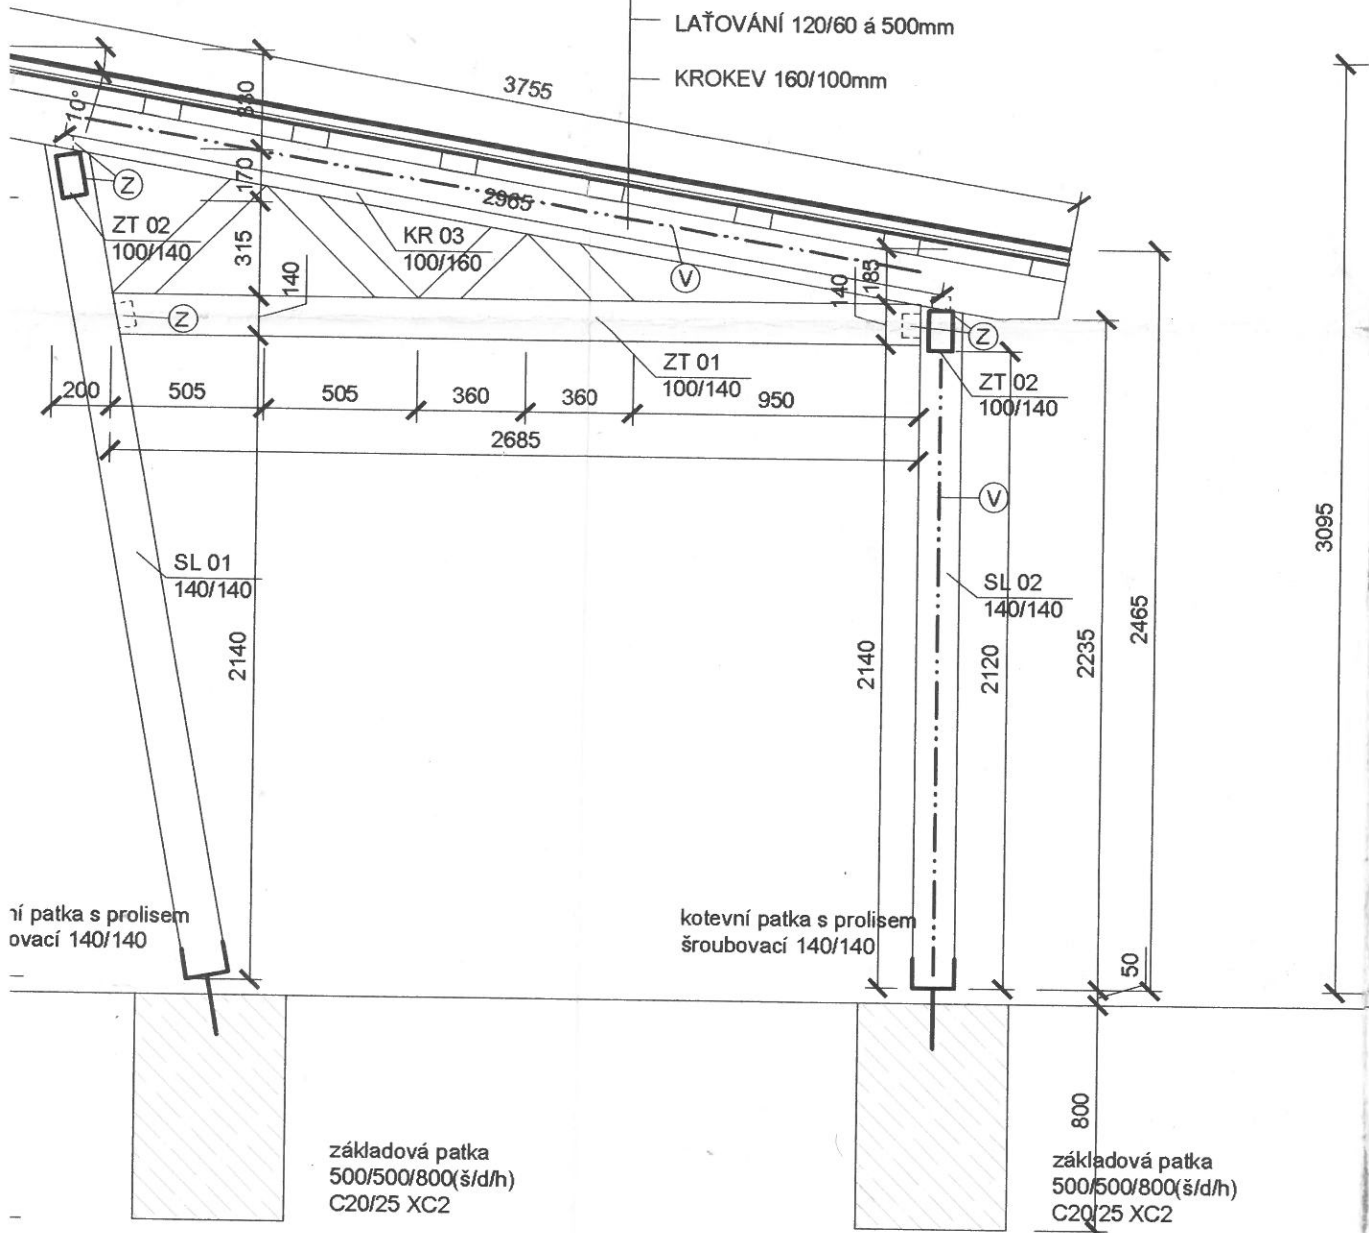 LAŤOVÁNÍ 120/60 á 500mm
KROKEV 160/100mm
3755
10°
330
170
315
Z
ZT 02
100/140
2965
KR 03
100/160
V
140
Z
140
185
Z
ZT 01
100/140
ZT 02
100/140
200
505
505
360
360
950
2685
V
SL 01
140/140
SL 02
140/140
2140
2140
2120
2235
2465
3095
ní patka s prolisem
ovací 140/140
kotevní patka s prolisem
šroubovací 140/140
50
800
základová patka
500/500/800(š/d/h)
C20/25 XC2
základová patka
500/500/800(š/d/h)
C20/25 XC2